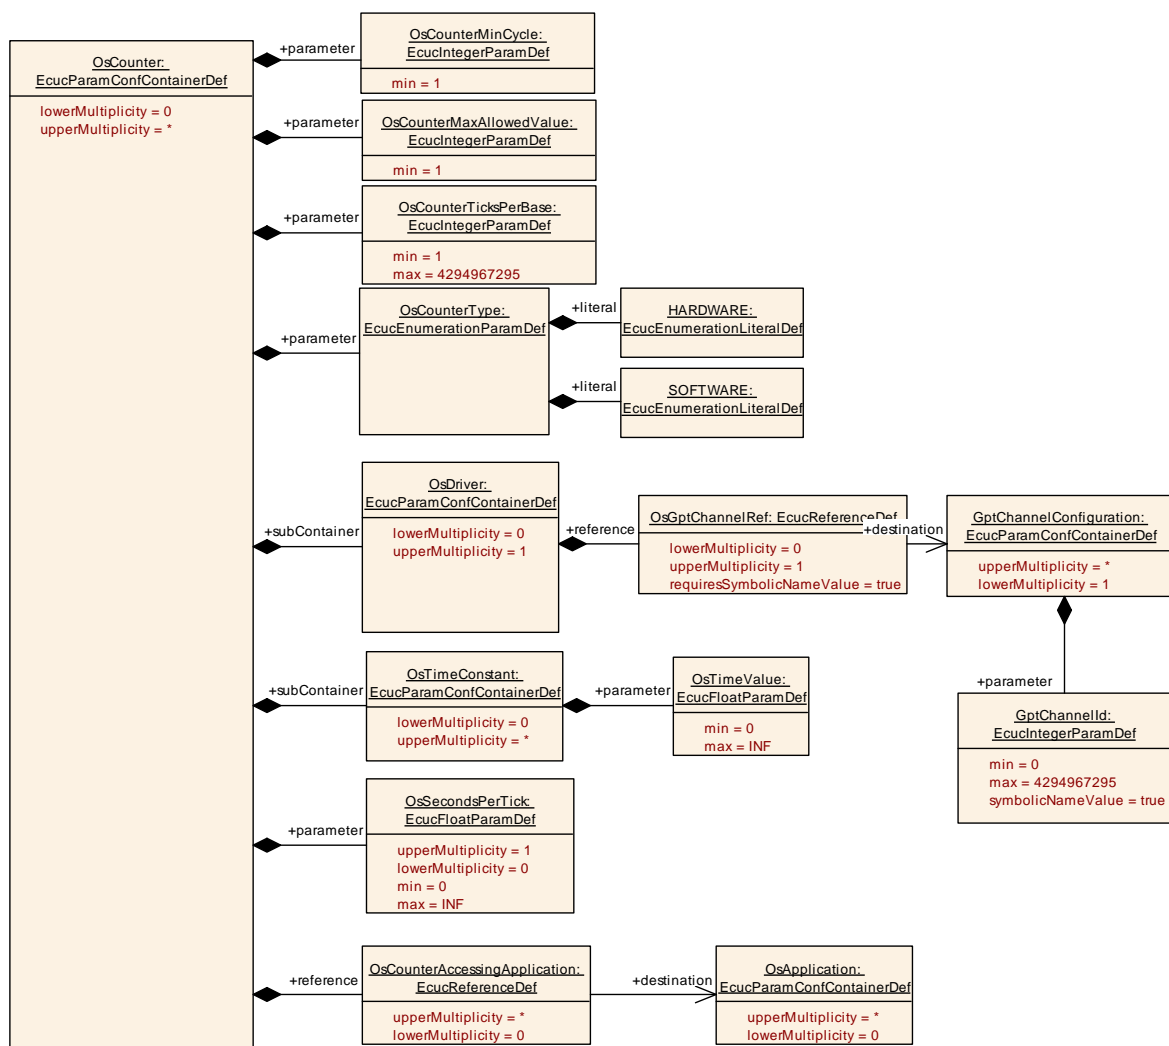 OsCounter:
EcucParamConfContainerDef
lowerMultiplicity = 0
upperMultiplicity = *
+parameter
OsCounterMinCycle:
EcucIntegerParamDef
min = 1
+parameter
OsCounterMaxAllowedValue:
EcucIntegerParamDef
min = 1
+parameter
OsCounterTicksPerBase:
EcucIntegerParamDef
min = 1
max = 4294967295
+parameter
OsCounterType:
EcucEnumerationParamDef
+literal
HARDWARE:
EcucEnumerationLiteralDef
+literal
SOFTWARE:
EcucEnumerationLiteralDef
+subContainer
OsDriver:
EcucParamConfContainerDef
lowerMultiplicity = 0
upperMultiplicity = 1
+reference
OsGptChannelRef: EcucReferenceDef
lowerMultiplicity = 0
upperMultiplicity = 1
requiresSymbolicNameValue = true
+destination
GptChannelConfiguration:
EcucParamConfContainerDef
upperMultiplicity = *
lowerMultiplicity = 1
+parameter
GptChannelId:
EcucIntegerParamDef
min = 0
max = 4294967295
symbolicNameValue = true
+subContainer
OsTimeConstant:
EcucParamConfContainerDef
lowerMultiplicity = 0
upperMultiplicity = *
+parameter
OsTimeValue:
EcucFloatParamDef
min = 0
max = INF
+parameter
OsSecondsPerTick:
EcucFloatParamDef
upperMultiplicity = 1
lowerMultiplicity = 0
min = 0
max = INF
+reference
OsCounterAccessingApplication:
EcucReferenceDef
upperMultiplicity = *
lowerMultiplicity = 0
+destination
OsApplication:
EcucParamConfContainerDef
upperMultiplicity = *
lowerMultiplicity = 0